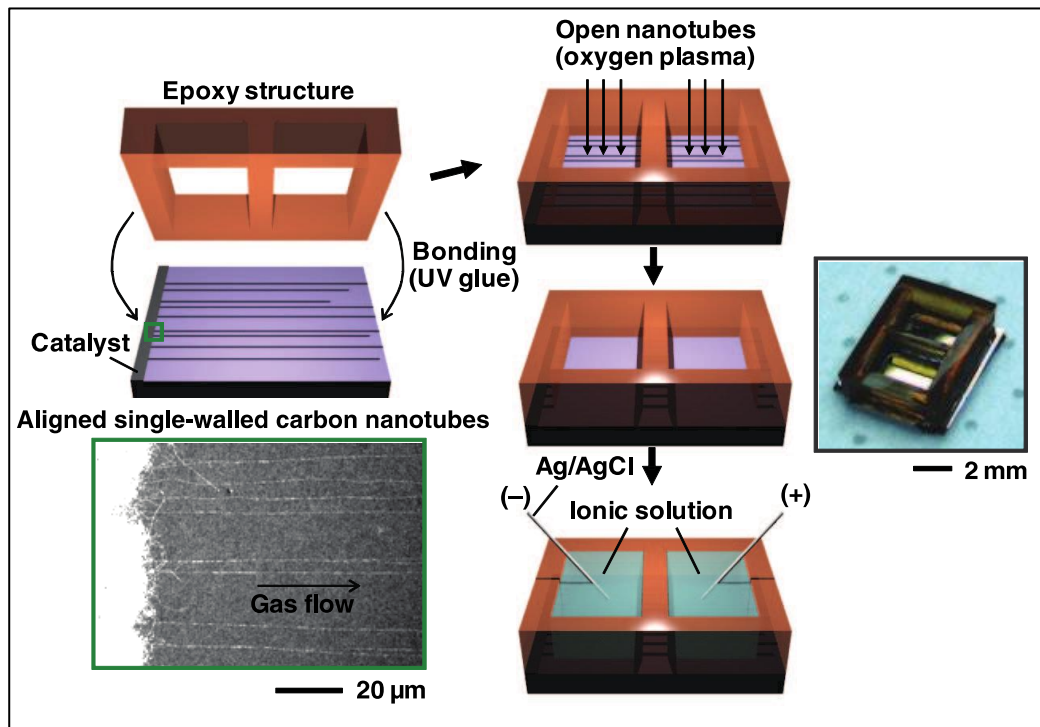 Epoxy structure
Open nanotubes
(oxygen plasma)
Bonding
(UV glue)
Catalyst
Aligned single-walled carbon nanotubes
Gas flow
20 µm
2 mm
Ag/AgCl
(–)
(+)
Ionic solution